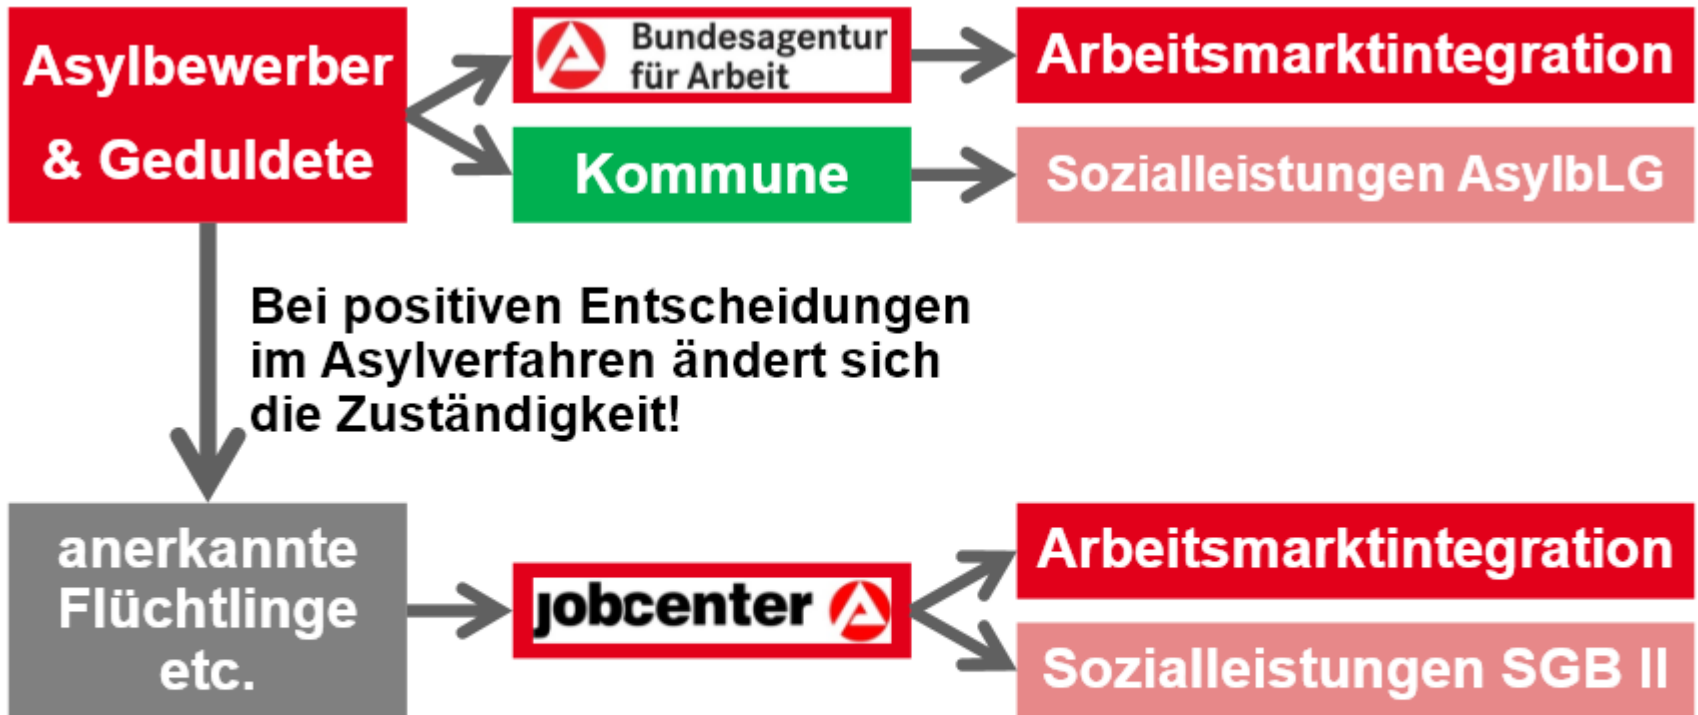 Asylbewerber
& Geduldete
Bundesagentur
für Arbeit
Arbeitsmarktintegration
Kommune
Sozialleistungen AsylbLG
Bei positiven Entscheidungen
im Asylverfahren ändert sich
die Zuständigkeit!
anerkannte
Flüchtlinge
etc.
jobcenter
Arbeitsmarktintegration
Sozialleistungen SGB II